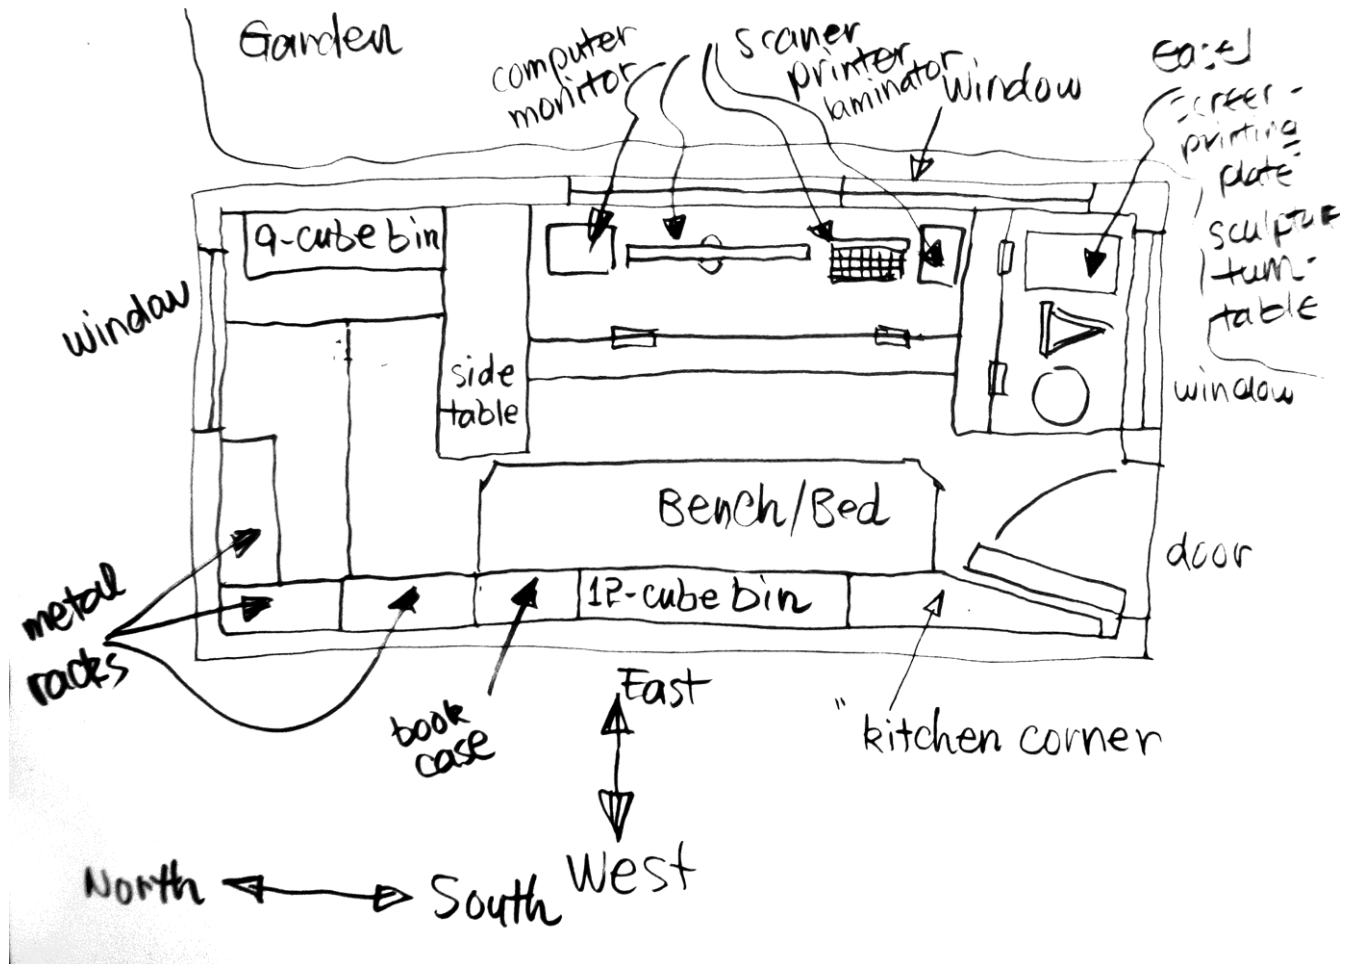 Garden
computer
monitor
scaner
printer
laminator
window
Easel
screen-
printing
plate
sculptur
turn-
table
9-cube bin
window
side
table
window
Bench/Bed
door
12-cube bin
metal
racks
book
case
East
"kitchen corner
West
North
South